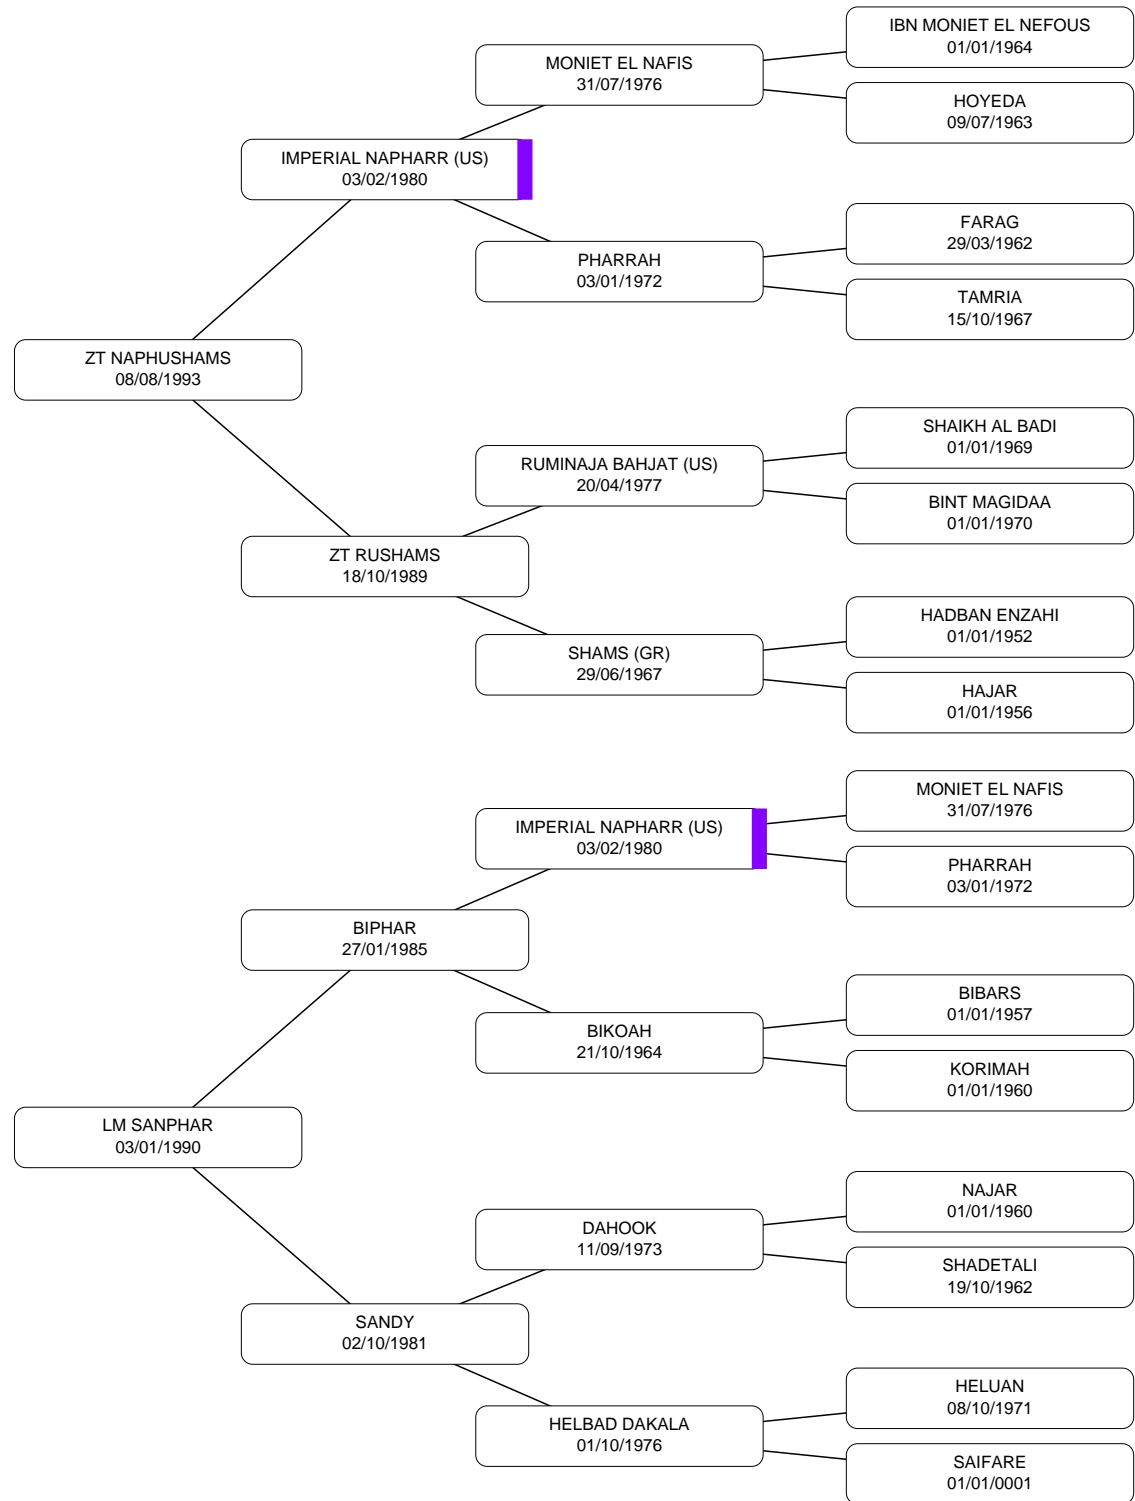 IBN MONIET EL NEFOUS
01/01/1964
MONIET EL NAFIS
31/07/1976
HOYEDA
09/07/1963
IMPERIAL NAPHARR (US)
03/02/1980
FARAG
29/03/1962
PHARRAH
03/01/1972
TAMRIA
15/10/1967
ZT NAPHUSHAMS
08/08/1993
SHAIKH AL BADI
01/01/1969
RUMINAJA BAHJAT (US)
20/04/1977
BINT MAGIDAA
01/01/1970
ZT RUSHAMS
18/10/1989
HADBAN ENZAHI
01/01/1952
SHAMS (GR)
29/06/1967
HAJAR
01/01/1956
MONIET EL NAFIS
31/07/1976
IMPERIAL NAPHARR (US)
03/02/1980
PHARRAH
03/01/1972
BIPHAR
27/01/1985
BIBARS
01/01/1957
BIKOAH
21/10/1964
KORIMAH
01/01/1960
LM SANPHAR
03/01/1990
NAJAR
01/01/1960
DAHOOK
11/09/1973
SHADETALI
19/10/1962
SANDY
02/10/1981
HELUAN
08/10/1971
HELBAD DAKALA
01/10/1976
SAIFARE
01/01/0001